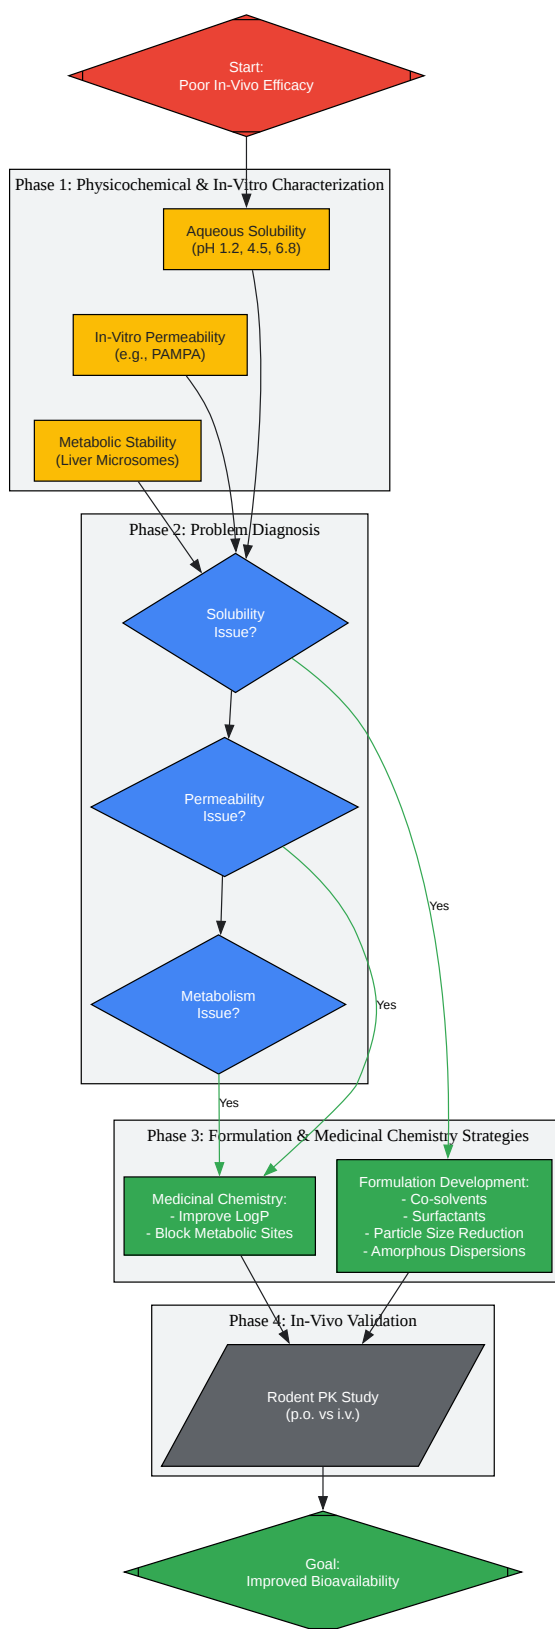 Start:
Poor In-Vivo Efficacy
Phase 1: Physicochemical & In-Vitro Characterization
Aqueous Solubility
(pH 1.2, 4.5, 6.8)
In-Vitro Permeability
(e.g., PAMPA)
Metabolic Stability
(Liver Microsomes)
Phase 2: Problem Diagnosis
Solubility
Issue?
Permeability
Issue?
Yes
Metabolism
Issue?
Yes
Yes
Phase 3: Formulation & Medicinal Chemistry Strategies
Medicinal Chemistry:
- Improve LogP
- Block Metabolic Sites
Formulation Development:
- Co-solvents
- Surfactants
- Particle Size Reduction
- Amorphous Dispersions
Phase 4: In-Vivo Validation
Rodent PK Study
(p.o. vs i.v.)
Goal:
Improved Bioavailability